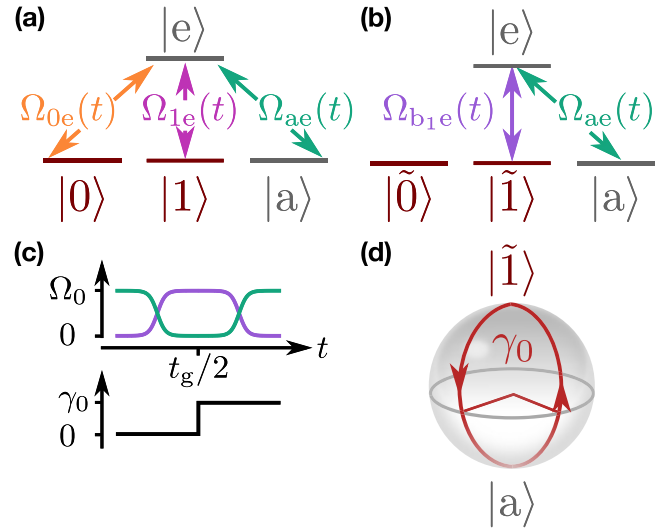 (a)
|e⟩
Ω0e(t)
Ω1e(t)
Ωae(t)
|0⟩
|1⟩
|a⟩
(b)
|e⟩
Ωb₁e(t)
Ωae(t)
|0̃⟩
|1̃⟩
|a⟩
(c)
Ω₀
0
t
tg/2
γ₀
0
(d)
|1̃⟩
γ₀
|a⟩